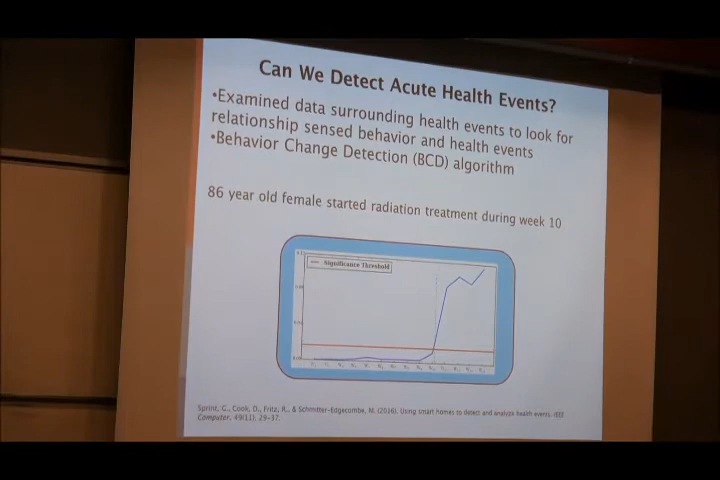 Can We Detect Acute Health Events?
•Examined data surrounding health events to look for
relationship sensed behavior and health events
•Behavior Change Detection (BCD) algorithm
86 year old female started radiation treatment during week 10
Significance Threshold
Sprint, G., Cook, D., Fritz, R., & Schmitter-Edgecombe, M. (2016). Using smart homes to detect and analyze health events. IEEE
Computer, 49(11), 29-37.